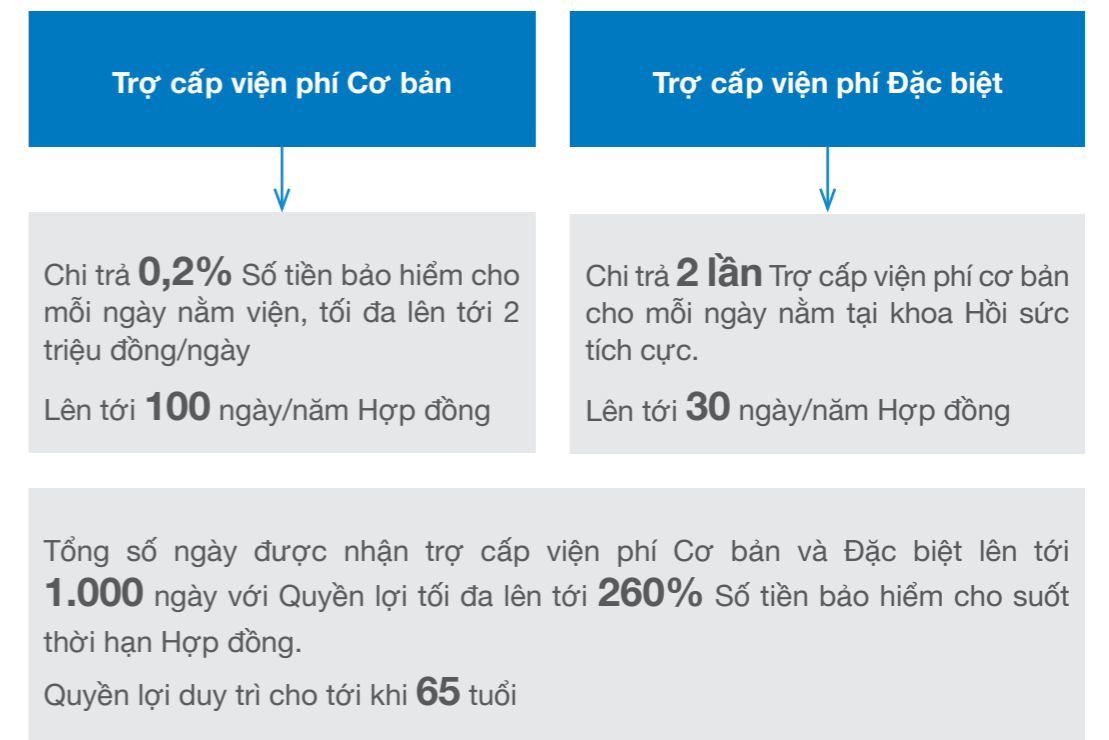 Trợ cấp viện phí Cơ bản
Trợ cấp viện phí Đặc biệt
Chi trả 0,2% Số tiền bảo hiểm cho
mỗi ngày nằm viện, tối đa lên tới 2
triệu đồng/ngày
Lên tới 100 ngày/năm Hợp đồng
Chi trả 2 lần Trợ cấp viện phí cơ bản
cho mỗi ngày nằm tại khoa Hồi sức
tích cực.
Lên tới 30 ngày/năm Hợp đồng
Tổng số ngày được nhận trợ cấp viện phí Cơ bản và Đặc biệt lên tới
1.000 ngày với Quyền lợi tối đa lên tới 260% Số tiền bảo hiểm cho suốt
thời hạn Hợp đồng.
Quyền lợi duy trì cho tới khi 65 tuổi